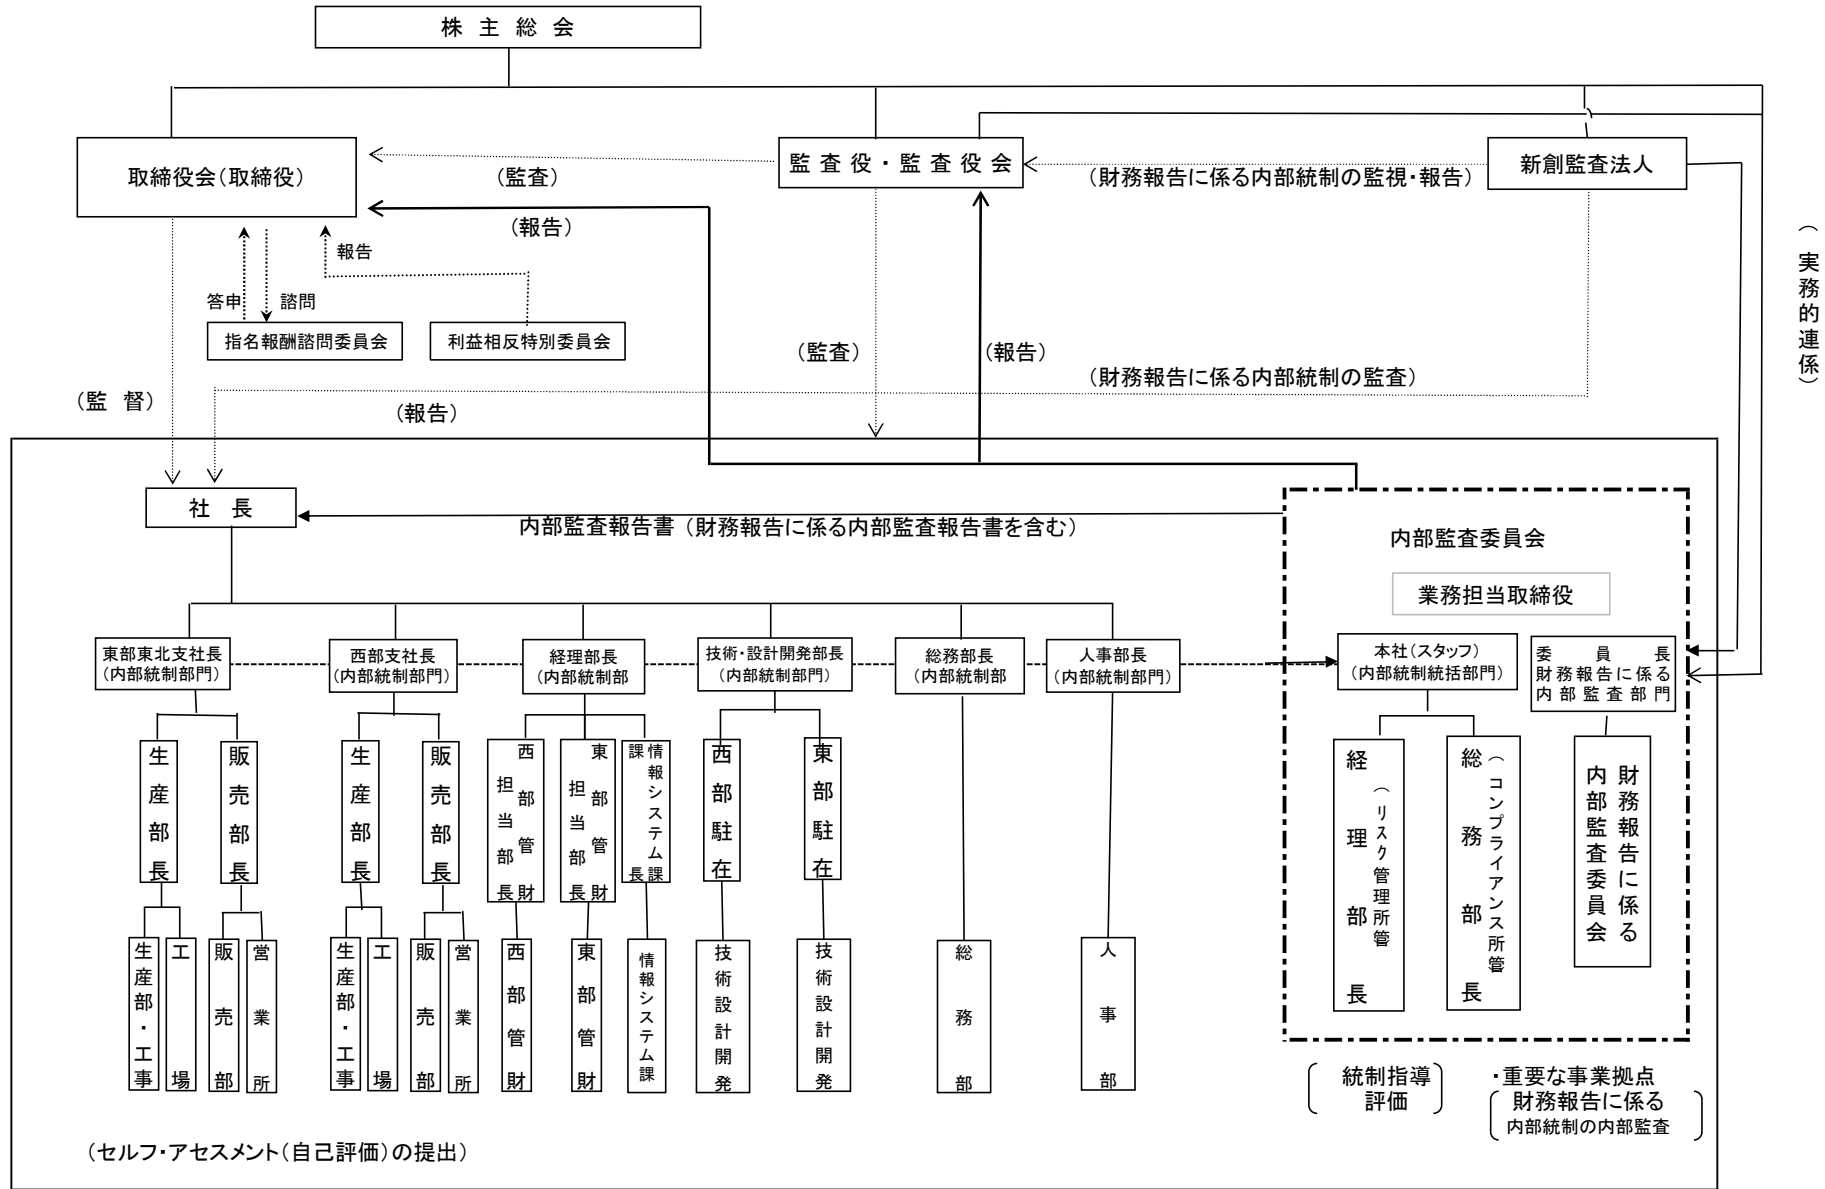 株 主 総 会
取締役会（取締役）
監 査 役 ・ 監 査 役 会
新創監査法人
（監査）
（財務報告に係る内部統制の監視・報告）
（報告）
報告
答申
諮問
指名報酬諮問委員会
利益相反特別委員会
（実務的連係）
（監査）
（報告）
（財務報告に係る内部統制の監査）
（監 督）
（報告）
社 長
内部監査報告書（財務報告に係る内部監査報告書を含む）
内部監査委員会
業務担当取締役
東部東北支社長
（内部統制部門）
西部支社長
（内部統制部門）
経理部長
（内部統制部
技術・設計開発部長
（内部統制部門）
総務部長
（内部統制部
人事部長
（内部統制部門）
本社（スタッフ）
（内部統制統括部門）
委 員 長
財務報告に係る
内部監査部門
生産部長
販売部長
生産部長
販売部長
西部管財
担当部長
東部管財
担当部長
情報システム課
課長
西部駐在
東部駐在
経理部長
（リスク管理所管
総務部長
（コンプライアンス所管
財務報告に係る
内部監査委員会
生産部・工事
工場
販売部
営業所
生産部・工事
工場
販売部
営業所
西部管財
東部管財
情報システム課
技術設計開発
技術設計開発
総務部
人事部
統制指導
評価
・重要な事業拠点
財務報告に係る
内部統制の内部監査
（セルフ・アセスメント（自己評価）の提出）